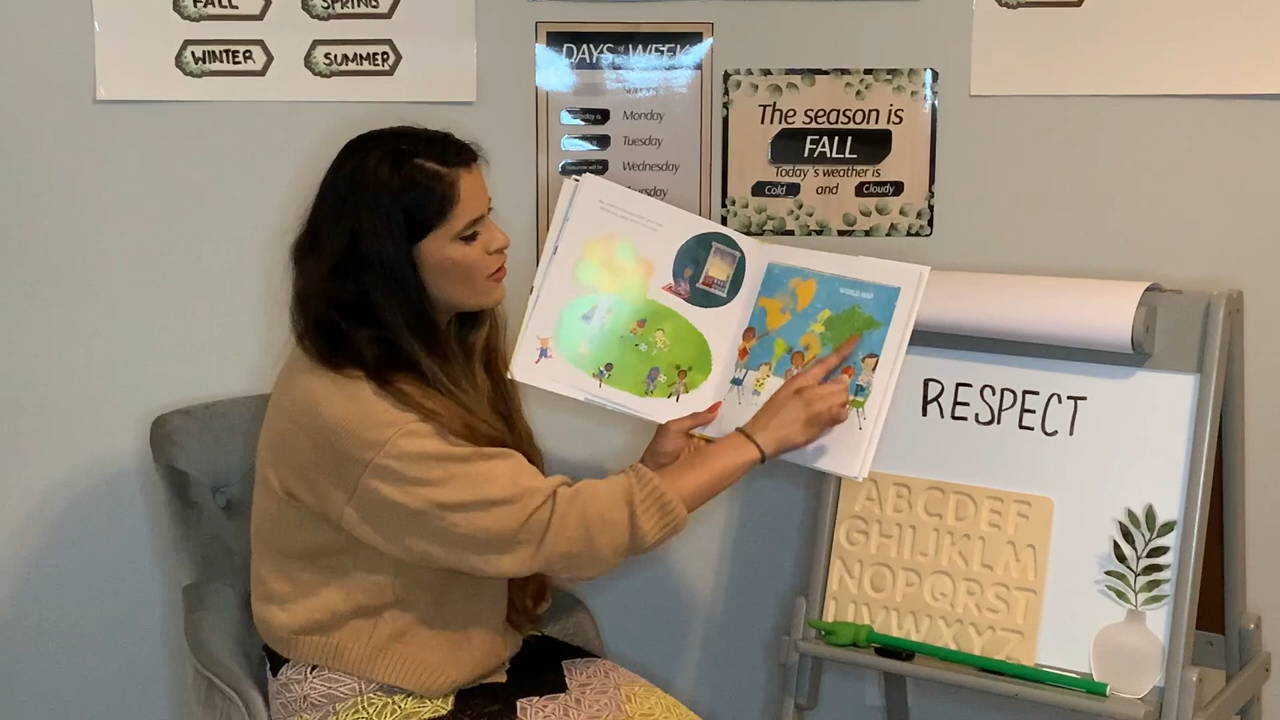 FALL
SPRING
WINTER
SUMMER
DAYS of the WEEK
Monday
Tuesday
Wednesday
The season is
FALL
Today's weather is
Cold and Cloudy
WORLD MAP
RESPECT
ABCDEF
GHIJKLM
NOPQRST
UVWXYZ